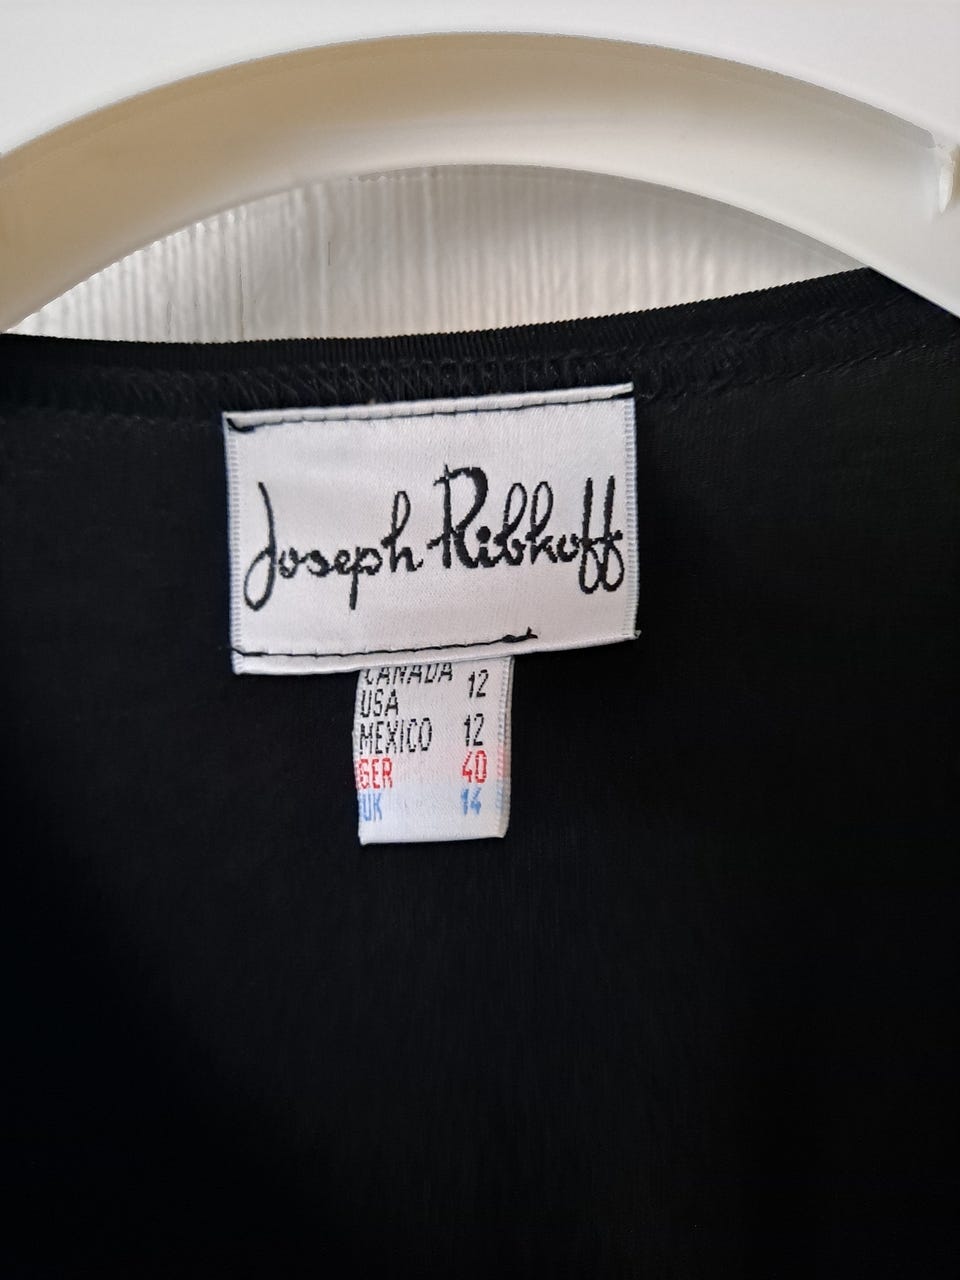 Joseph Ribkoff
CANADA
USA 12
MEXICO 12
GER 40
UK 14